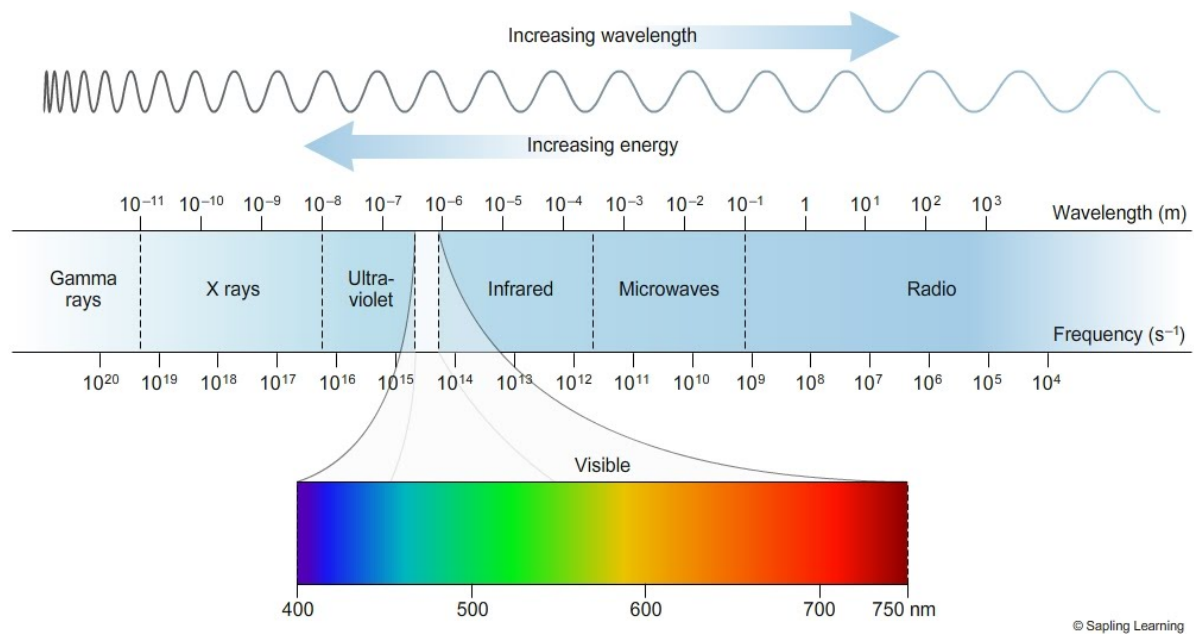 Increasing wavelength
Increasing energy
10⁻¹¹ 10⁻¹⁰ 10⁻⁹ 10⁻⁸ 10⁻⁷ 10⁻⁶ 10⁻⁵ 10⁻⁴ 10⁻³ 10⁻² 10⁻¹ 1 10¹ 10² 10³ Wavelength (m)
Gamma
rays
X rays
Ultra-
violet
Infrared
Microwaves
Radio
Frequency (s⁻¹)
10²⁰ 10¹⁹ 10¹⁸ 10¹⁷ 10¹⁶ 10¹⁵ 10¹⁴ 10¹³ 10¹² 10¹¹ 10¹⁰ 10⁹ 10⁸ 10⁷ 10⁶ 10⁵ 10⁴
Visible
400 500 600 700 750 nm
© Sapling Learning